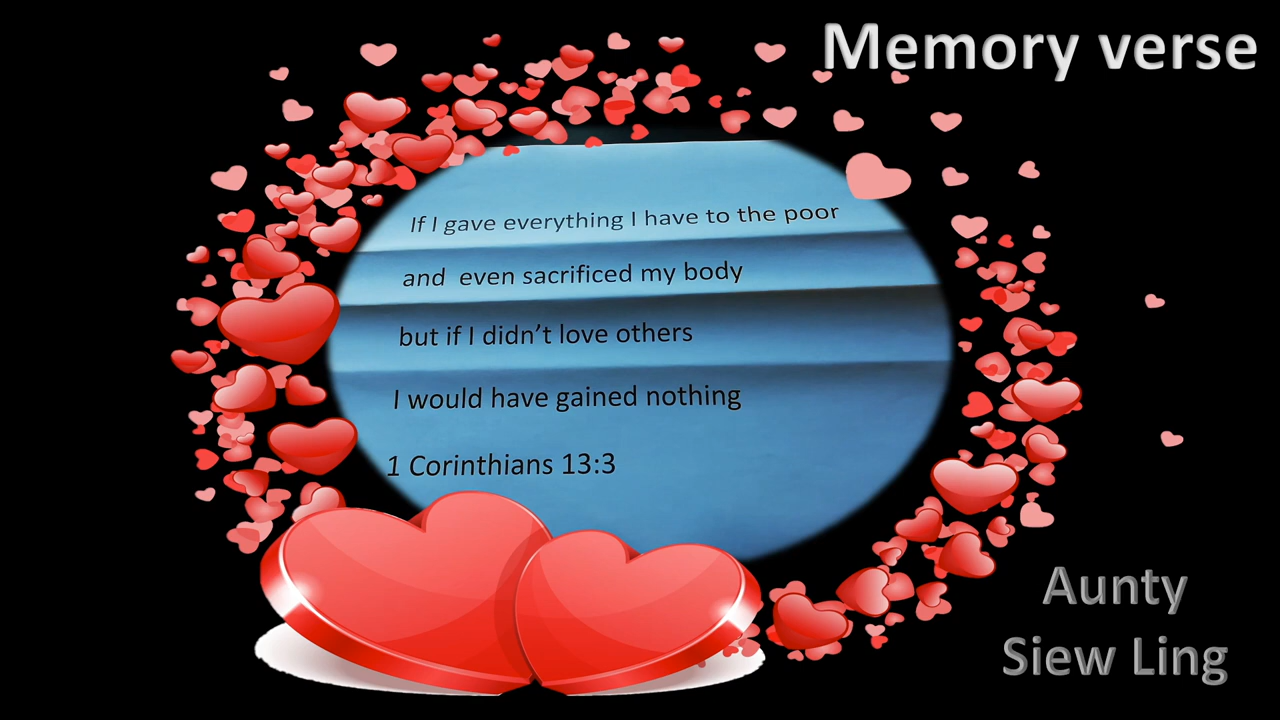 Memory verse
If I gave everything I have to the poor
and even sacrificed my body
but if I didn’t love others
I would have gained nothing
1 Corinthians 13:3
Aunty
Siew Ling